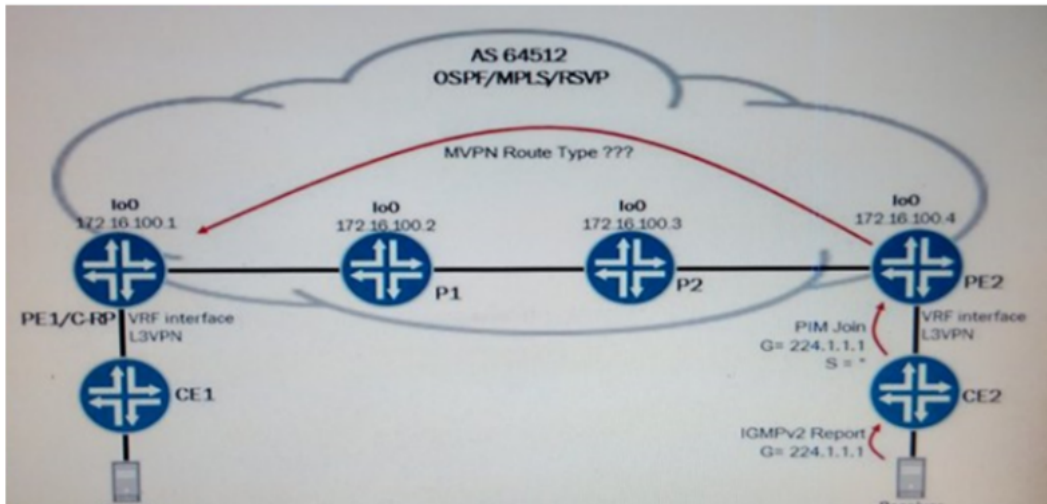 AS 64512
OSPF/MPLS/RSVP
MVPN Route Type ???
lo0
172.16.100.1
lo0
172.16.100.2
lo0
172.16.100.3
lo0
172.16.100.4
P1
P2
PE2
PE1/C-RP
VRF interface
L3VPN
PIM Join
G= 224.1.1.1
S = *
VRF interface
L3VPN
CE1
CE2
IGMPv2 Report
G= 224.1.1.1